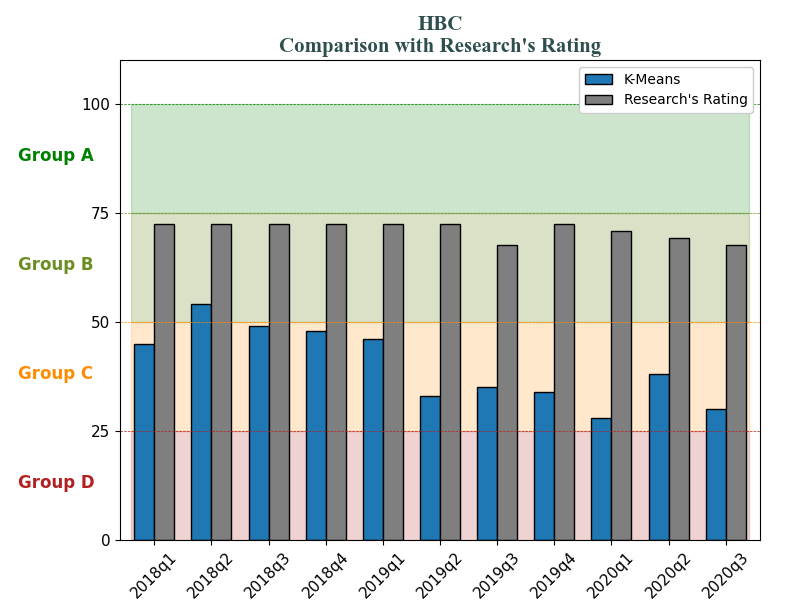 HBC
Comparison with Research's Rating
K-Means
Research's Rating
100
Group A
75
Group B
50
Group C
25
Group D
0
2018q1
2018q2
2018q3
2018q4
2019q1
2019q2
2019q3
2019q4
2020q1
2020q2
2020q3